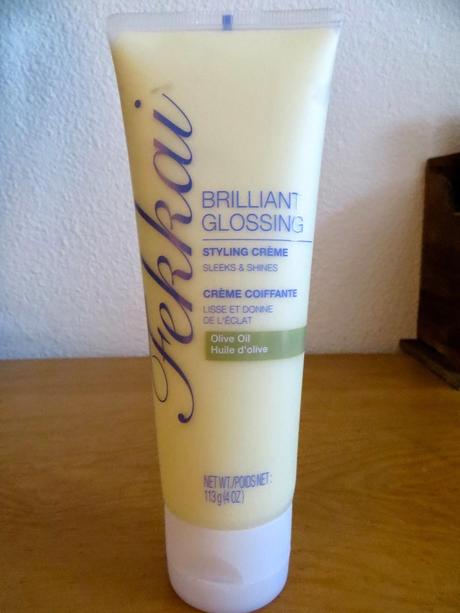 Fekkai
BRILLIANT
GLOSSING
STYLING CRÈME
SLEEKS & SHINES
CRÈME COIFFANTE
LISSE ET DONNE
DE L'ÉCLAT
Olive Oil
Huile d'olive
NET WT./POIDS NET:
113 g (4 OZ)